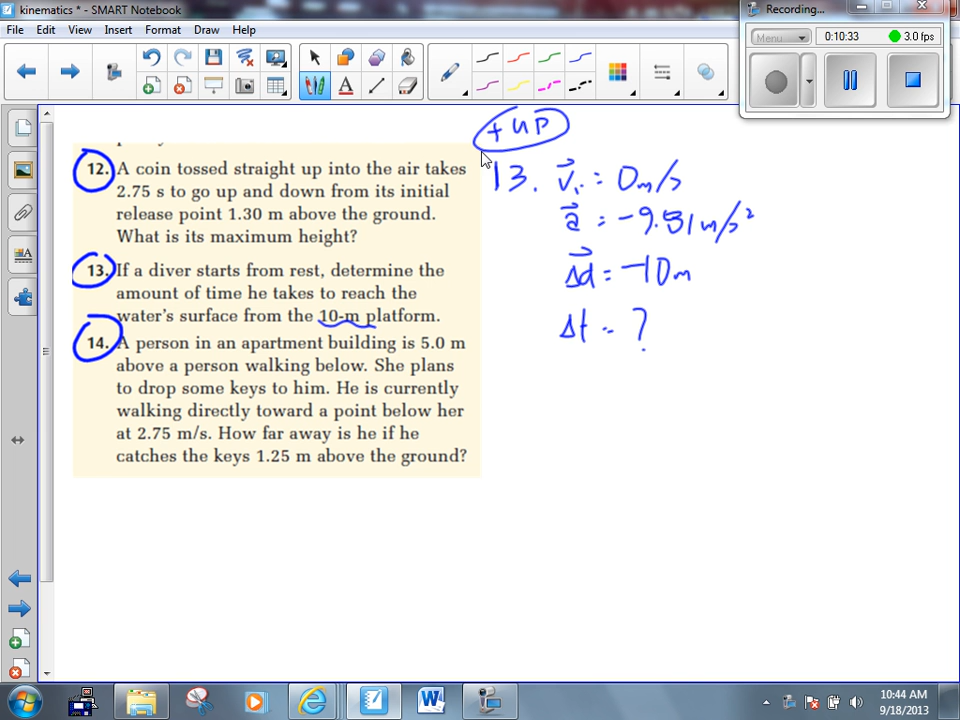 kinematics * - SMART Notebook
Recording...
File Edit View Insert Format Draw Help
Menu
0:10:33
3.0 fps
+ up
12. A coin tossed straight up into the air takes
2.75 s to go up and down from its initial
release point 1.30 m above the ground.
What is its maximum height?
13. If a diver starts from rest, determine the
amount of time he takes to reach the
water's surface from the 10-m platform.
14. A person in an apartment building is 5.0 m
above a person walking below. She plans
to drop some keys to him. He is currently
walking directly toward a point below her
at 2.75 m/s. How far away is he if he
catches the keys 1.25 m above the ground?
13. v⃗ᵢ = 0m/s
a⃗ = -9.81m/s²
Δd⃗ = -10m
Δt = ?
10:44 AM
9/18/2013